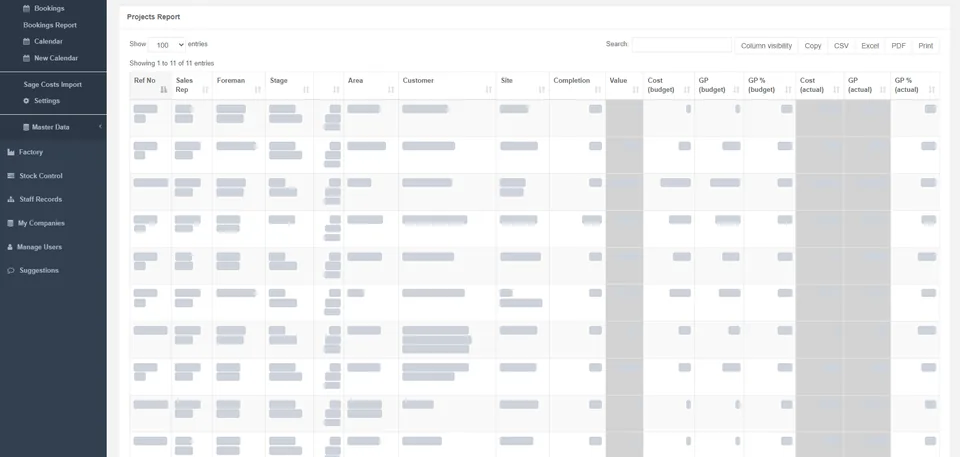 Bookings
Bookings Report
Calendar
New Calendar
Sage Costs Import
Settings
Master Data
Factory
Stock Control
Staff Records
My Companies
Manage Users
Suggestions
Projects Report
Show 100 entries
Search:
Column visibility Copy CSV Excel PDF Print
Showing 1 to 11 of 11 entries
Ref No Sales Rep Foreman Stage Area Customer Site Completion Value Cost (budget) GP (budget) GP % (budget) Cost (actual) GP (actual) GP % (actual)